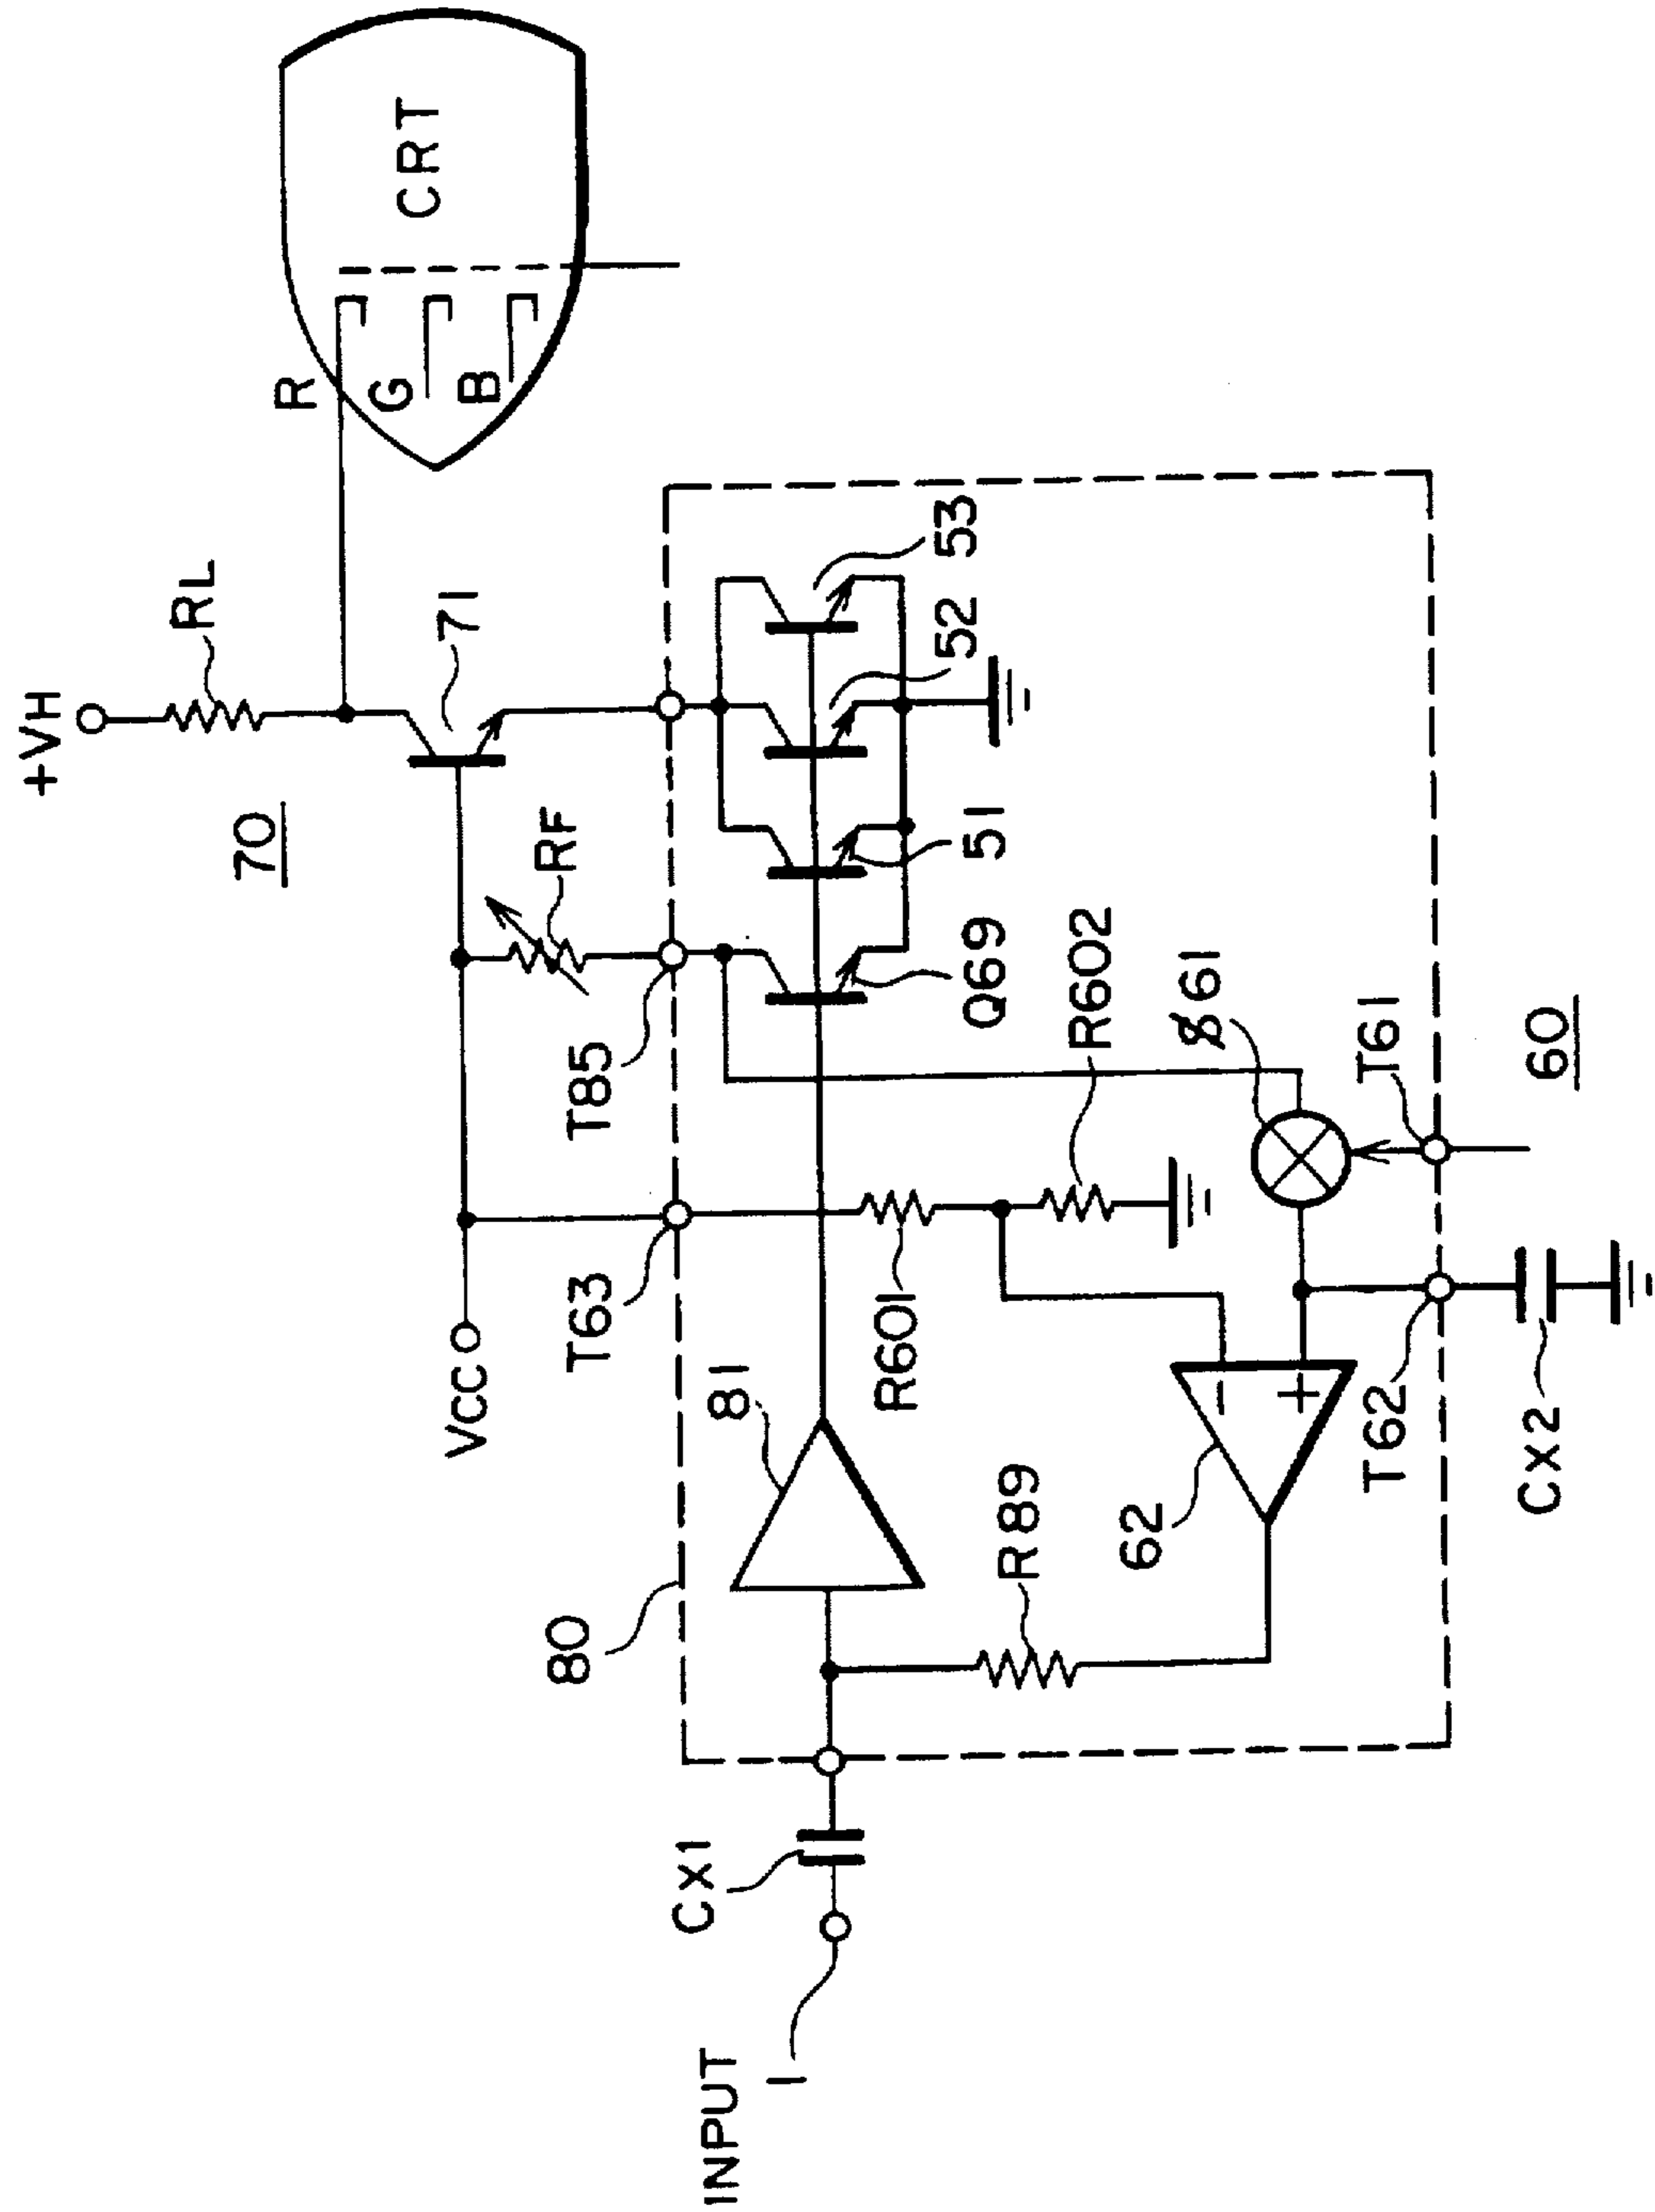 +VH
RL
R
G
B
CRT
70
71
RF
VCC
T63
T85
80
81
53
52
51
Q69
R601
R602
R89
62
61
T61
T62
60
CX1
CX2
INPUT
1
−
+